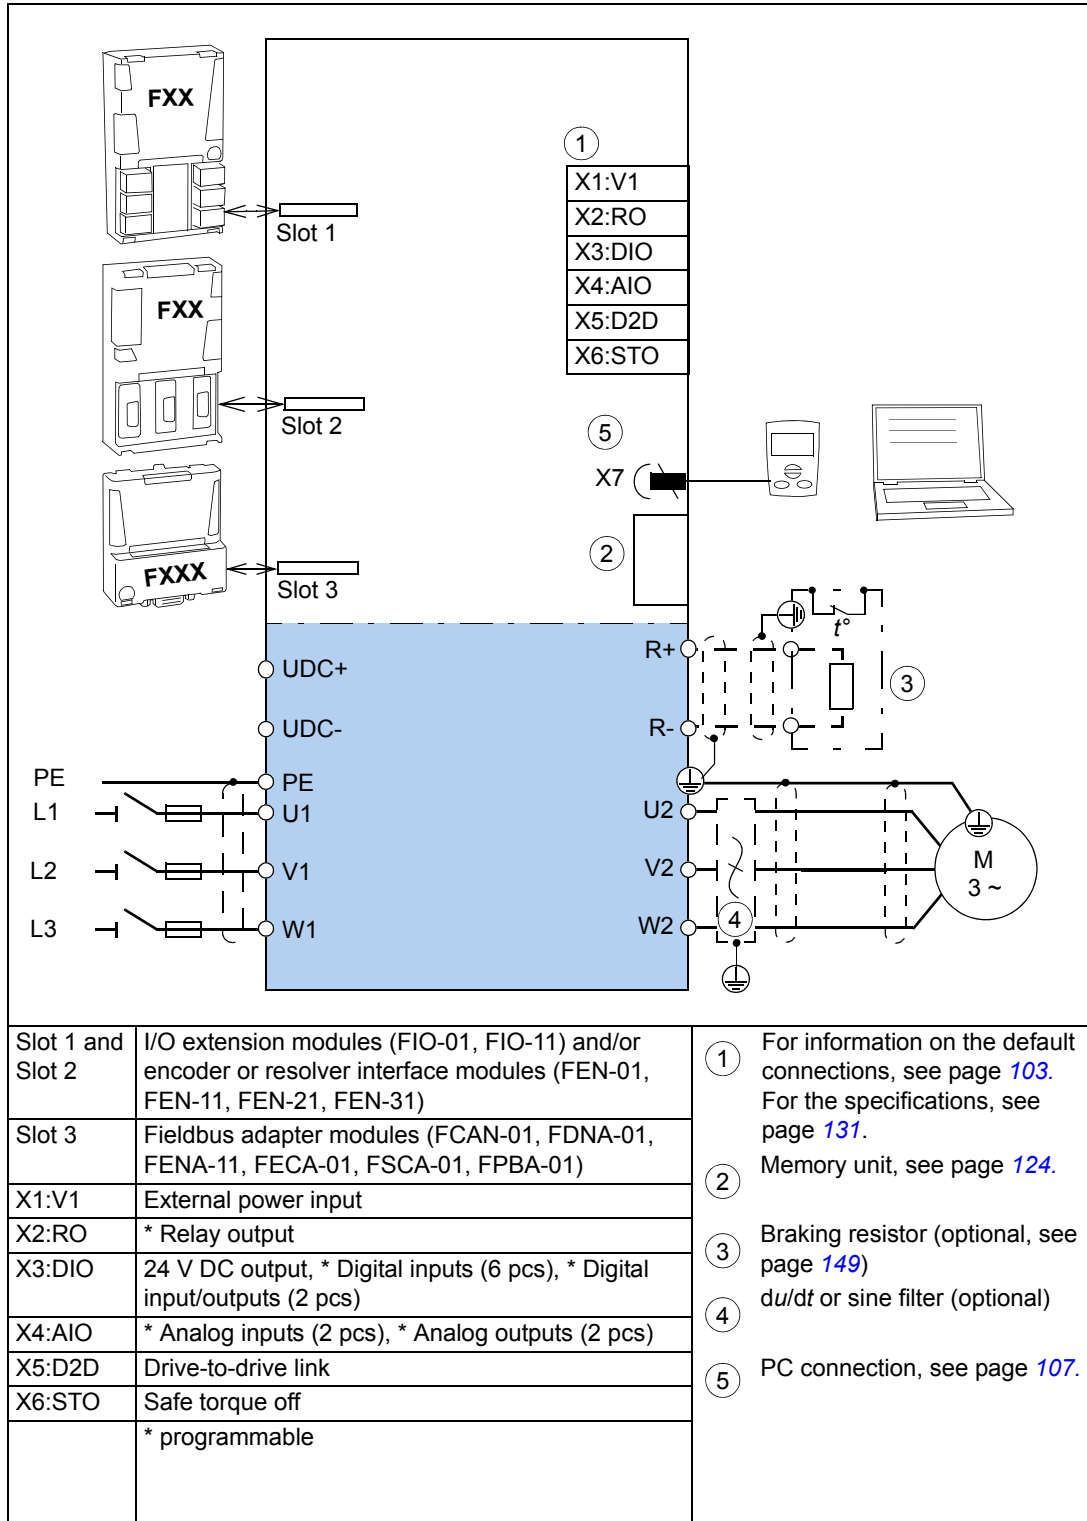 FXX
Slot 1
FXX
Slot 2
FXXX
Slot 3
1
X1:V1
X2:RO
X3:DIO
X4:AIO
X5:D2D
X6:STO
5
X7
2
UDC+
UDC-
PE
PE
L1
U1
L2
V1
L3
W1
R+
R-
t°
3
U2
V2
W2
4
M
3 ~
Slot 1 and
Slot 2
I/O extension modules (FIO-01, FIO-11) and/or
encoder or resolver interface modules (FEN-01,
FEN-11, FEN-21, FEN-31)
Slot 3
Fieldbus adapter modules (FCAN-01, FDNA-01,
FENA-11, FECA-01, FSCA-01, FPBA-01)
X1:V1
External power input
X2:RO
* Relay output
X3:DIO
24 V DC output, * Digital inputs (6 pcs), * Digital
input/outputs (2 pcs)
X4:AIO
* Analog inputs (2 pcs), * Analog outputs (2 pcs)
X5:D2D
Drive-to-drive link
X6:STO
Safe torque off
* programmable
1
For information on the default
connections, see page 103.
For the specifications, see
page 131.
2
Memory unit, see page 124.
3
Braking resistor (optional, see
page 149)
4
du/dt or sine filter (optional)
5
PC connection, see page 107.